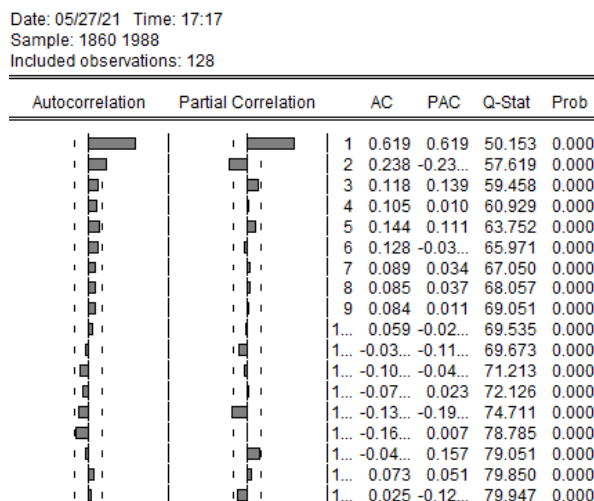 Date: 05/27/21 Time: 17:17
Sample: 1860 1988
Included observations: 128
Autocorrelation Partial Correlation AC PAC Q-Stat Prob
1 0.619 0.619 50.153 0.000
2 0.238 -0.23... 57.619 0.000
3 0.118 0.139 59.458 0.000
4 0.105 0.010 60.929 0.000
5 0.144 0.111 63.752 0.000
6 0.128 -0.03... 65.971 0.000
7 0.089 0.034 67.050 0.000
8 0.085 0.037 68.057 0.000
9 0.084 0.011 69.051 0.000
1... 0.059 -0.02... 69.535 0.000
1... -0.03... -0.11... 69.673 0.000
1... -0.10... -0.04... 71.213 0.000
1... -0.07... 0.023 72.126 0.000
1... -0.13... -0.19... 74.711 0.000
1... -0.16... 0.007 78.785 0.000
1... -0.04... 0.157 79.051 0.000
1... 0.073 0.051 79.850 0.000
1... 0.025 -0.12... 79.947 0.000